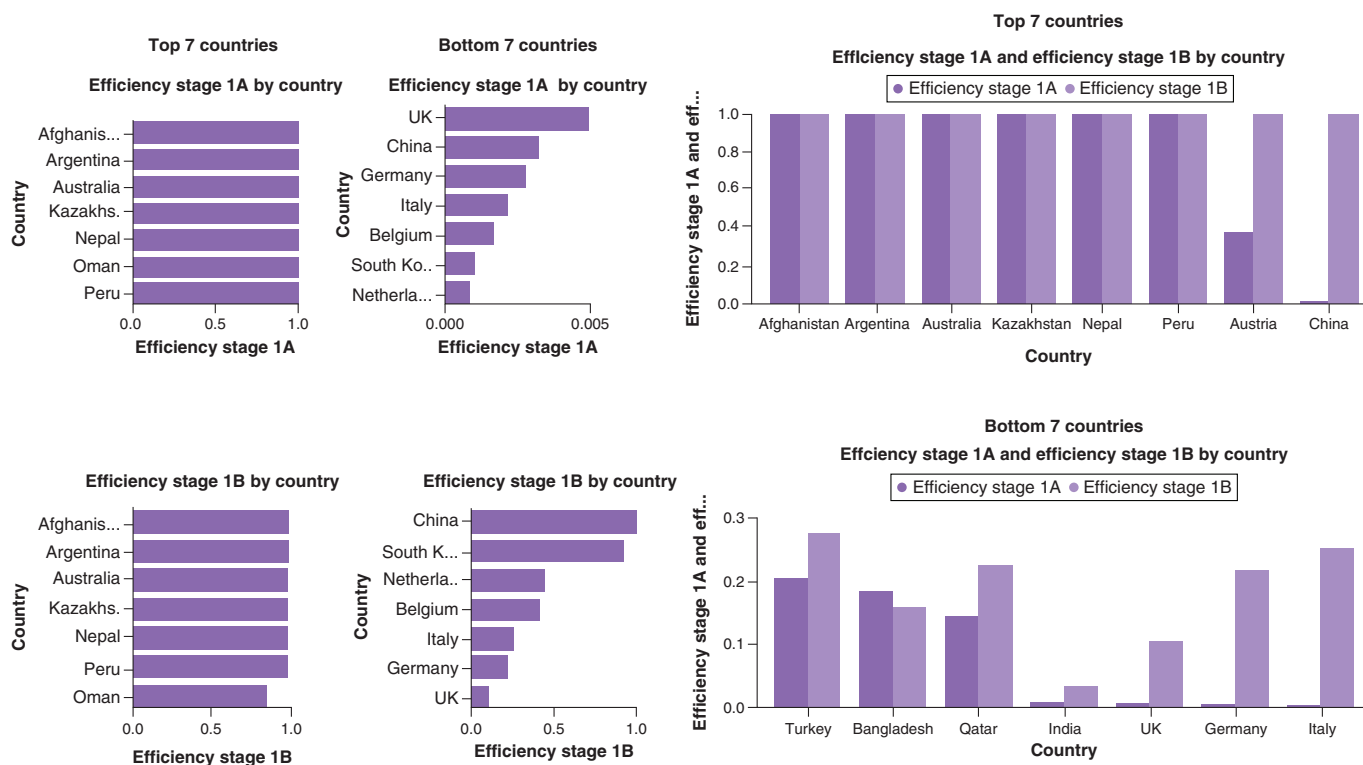 Top 7 countries
Efficiency stage 1A by country
Country
Afghanis...
Argentina
Australia
Kazakhs.
Nepal
Oman
Peru
0.0 0.5 1.0
Efficiency stage 1A
Bottom 7 countries
Efficiency stage 1A by country
Country
UK
China
Germany
Italy
Belgium
South Ko..
Netherla...
0.000 0.005
Efficiency stage 1A
Top 7 countries
EffIciency stage 1A and efficiency stage 1B by country
Efficiency stage 1A Efficiency stage 1B
Efficiency stage 1A and eff...
1.0
0.8
0.6
0.4
0.2
0.0
Afghanistan Argentina Australia Kazakhstan Nepal Peru Austria China
Country
Efficiency stage 1B by country
Country
Afghanis...
Argentina
Australia
Kazakhs.
Nepal
Peru
Oman
0.0 0.5 1.0
Efficiency stage 1B
Efficiency stage 1B by country
Country
China
South K...
Netherla..
Belgium
Italy
Germany
UK
0.0 0.5 1.0
Efficiency stage 1B
Bottom 7 countries
Effciency stage 1A and efficiency stage 1B by country
Efficiency stage 1A Efficiency stage 1B
Efficiency stage 1A and eff...
0.3
0.2
0.1
0.0
Turkey Bangladesh Qatar India UK Germany Italy
Country